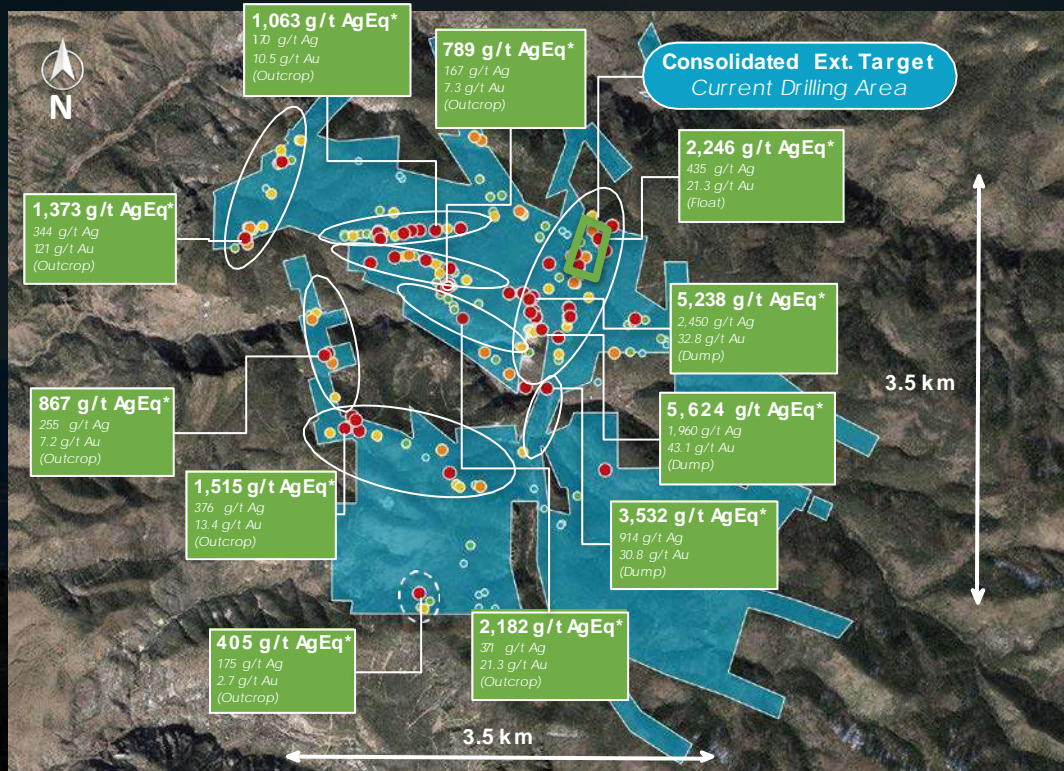 1,063 g/t AgEq*
170 g/t Ag
10.5 g/t Au
(Outcrop)
789 g/t AgEq*
167 g/t Ag
7.3 g/t Au
(Outcrop)
Consolidated Ext. Target
Current Drilling Area
N
2,246 g/t AgEq*
435 g/t Ag
21.3 g/t Au
(Float)
1,373 g/t AgEq*
344 g/t Ag
121 g/t Au
(Outcrop)
5,238 g/t AgEq*
2,450 g/t Ag
32.8 g/t Au
(Dump)
3.5 km
867 g/t AgEq*
255 g/t Ag
7.2 g/t Au
(Outcrop)
5,624 g/t AgEq*
1,960 g/t Ag
43.1 g/t Au
(Dump)
1,515 g/t AgEq*
376 g/t Ag
13.4 g/t Au
(Outcrop)
3,532 g/t AgEq*
914 g/t Ag
30.8 g/t Au
(Dump)
405 g/t AgEq*
175 g/t Ag
2.7 g/t Au
(Outcrop)
2,182 g/t AgEq*
371 g/t Ag
21.3 g/t Au
(Outcrop)
3.5 km